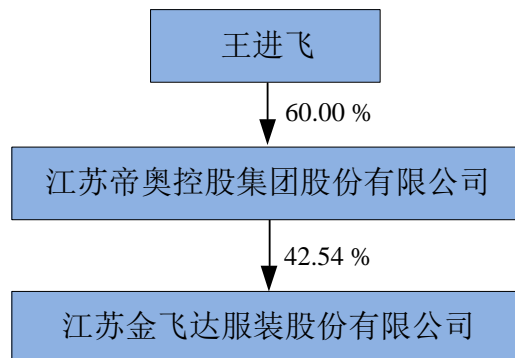 王进飞
60.00 %
江苏帝奥控股集团股份有限公司
42.54 %
江苏金飞达服装股份有限公司